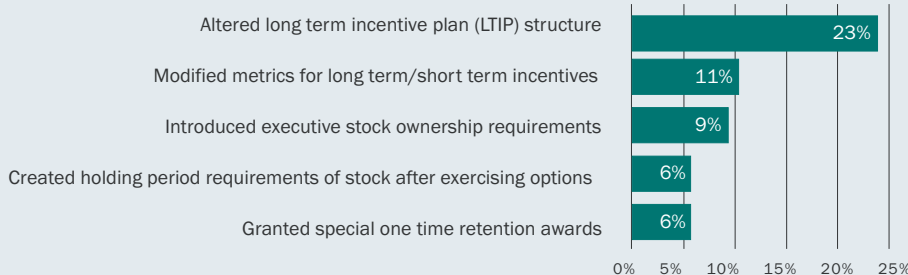 Altered long term incentive plan (LTIP) structure
23%
Modified metrics for long term/short term incentives
11%
Introduced executive stock ownership requirements
9%
Created holding period requirements of stock after exercising options
6%
Granted special one time retention awards
6%
0% 5% 10% 15% 20% 25%